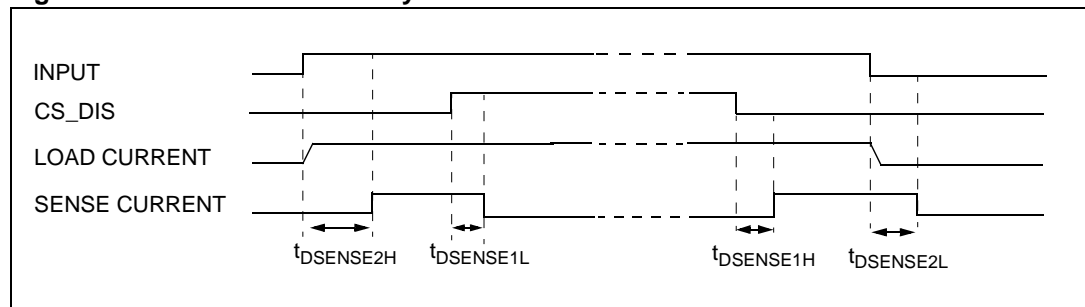 INPUT
CS_DIS
LOAD CURRENT
SENSE CURRENT
tDSENSE2H
tDSENSE1L
tDSENSE1H
tDSENSE2L